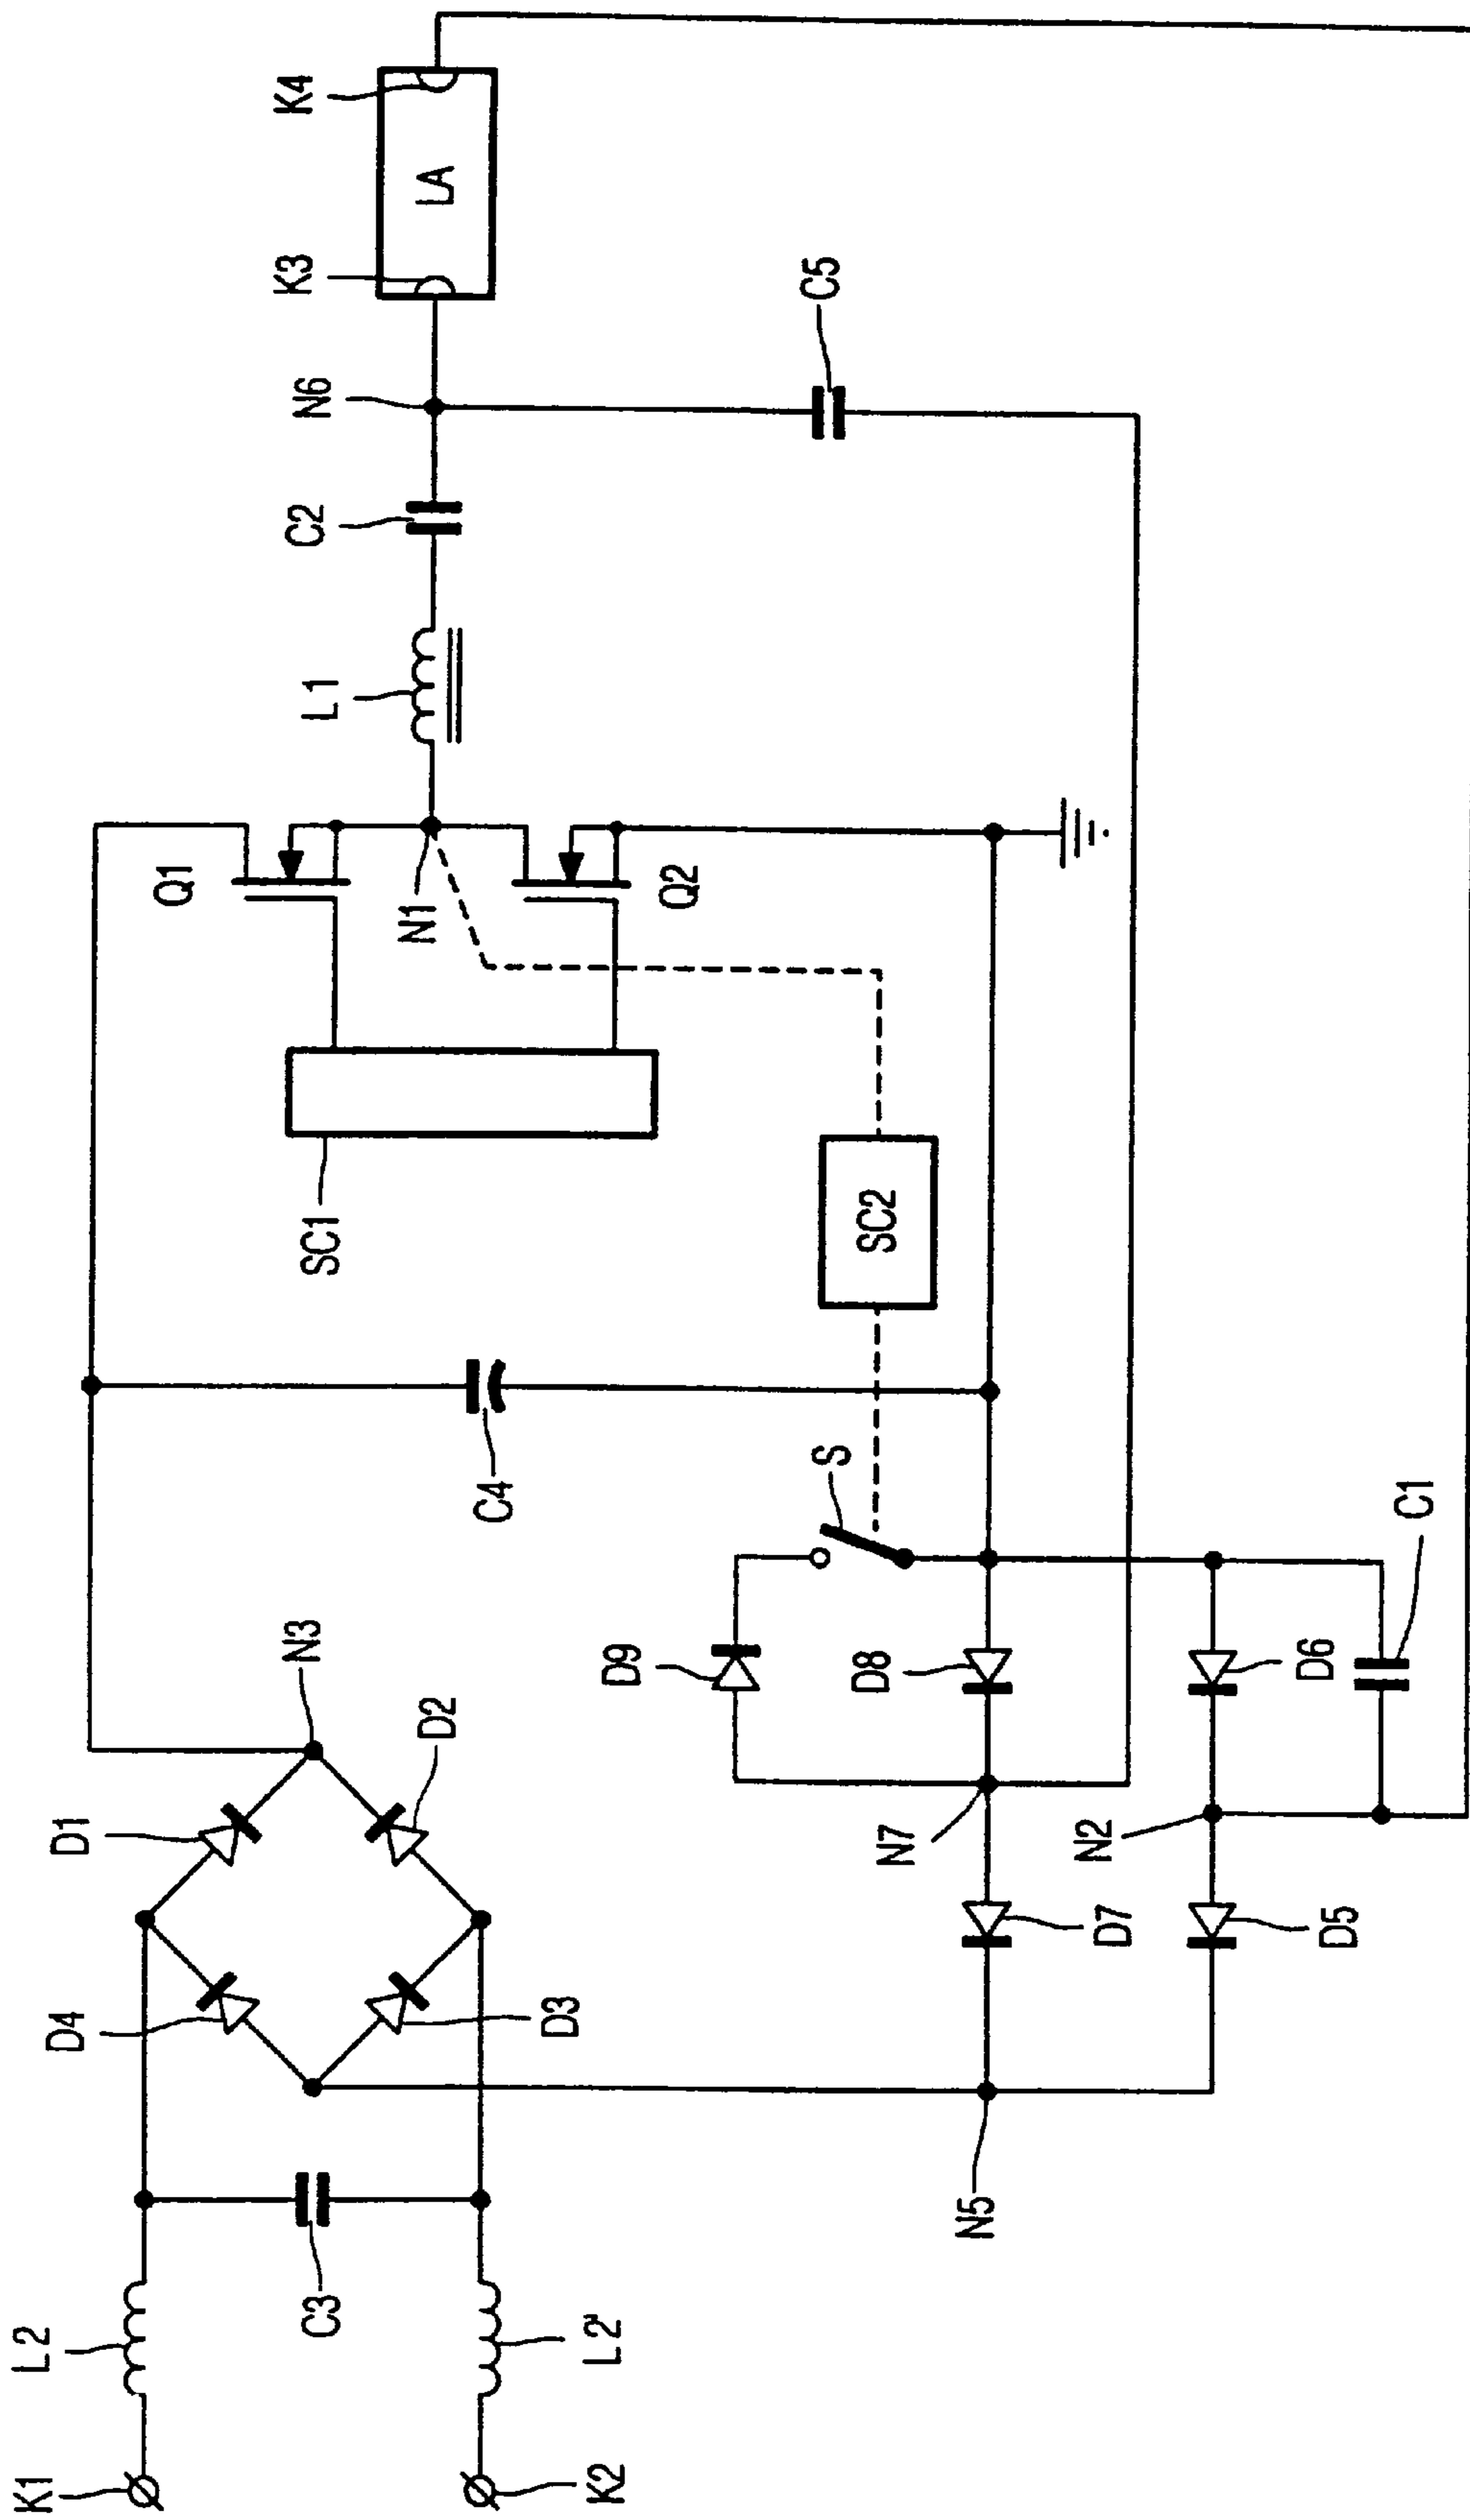 K1
L2
D4
D1
K2
L2'
C3
D3
D2
N3
C4
SC1
Q1
N1
Q2
L1
C2
N6
K3
LA
K4
C5
SC2
S
D9
D8
N7
D7
N5
N2
D6
D5
C1